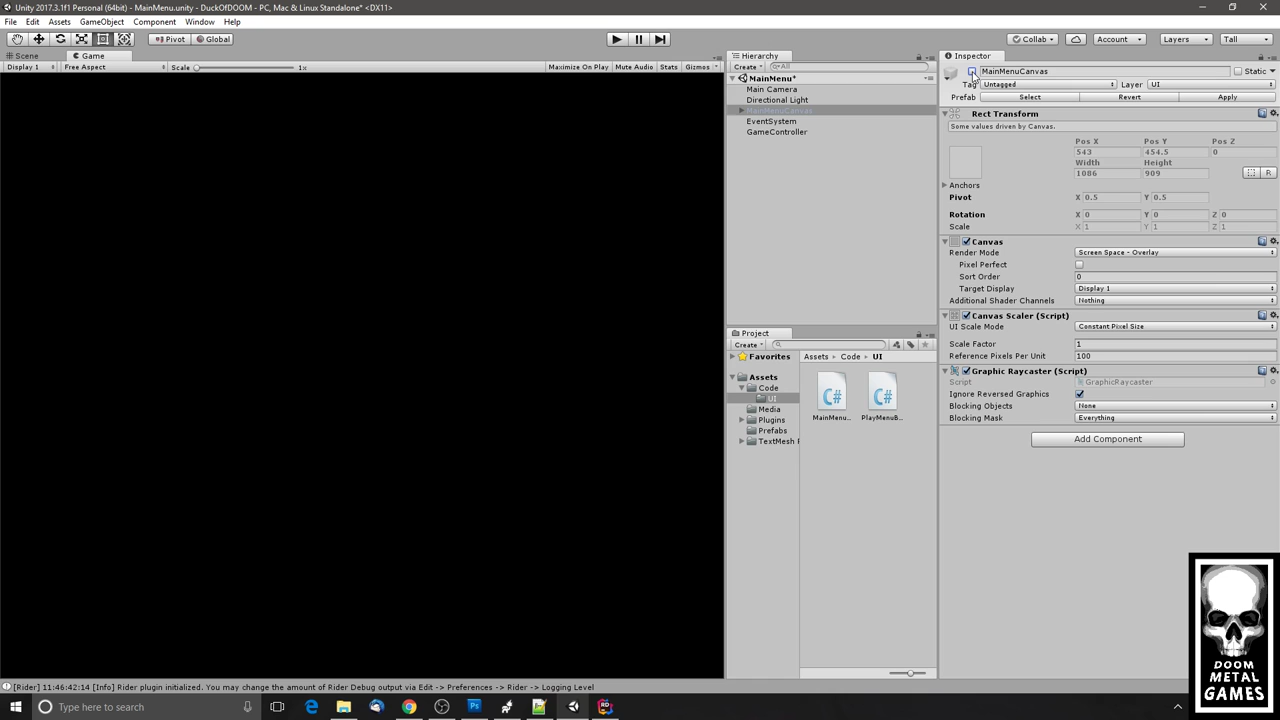 Unity 2017.3.1f1 Personal (64bit) - MainMenu.unity - DuckOfDOOM - PC, Mac & Linux Standalone* <DX11>
File Edit Assets GameObject Component Window Help
Pivot Global Collab Account Layers Tall
Scene Game Hierarchy Inspector
Display 1 Free Aspect Scale 1x Maximize On Play Mute Audio Stats Gizmos
Create All
MainMenu*
Main Camera
Directional Light
MainMenuCanvas
EventSystem
GameController
MainMenuCanvas Static
Tag Untagged Layer UI
Prefab Select Revert Apply
Rect Transform
Some values driven by Canvas.
Pos X Pos Y Pos Z
543 454.5 0
Width Height
1086 909 R
Anchors
Pivot X 0.5 Y 0.5
Rotation X 0 Y 0 Z 0
Scale X 1 Y 1 Z 1
Canvas
Render Mode Screen Space - Overlay
Pixel Perfect
Sort Order 0
Target Display Display 1
Additional Shader Channels Nothing
Canvas Scaler (Script)
UI Scale Mode Constant Pixel Size
Scale Factor 1
Reference Pixels Per Unit 100
Graphic Raycaster (Script)
Script GraphicRaycaster
Ignore Reversed Graphics
Blocking Objects None
Blocking Mask Everything
Add Component
Project
Create
Favorites
Assets
Code
UI
Media
Plugins
Prefabs
TextMesh
Assets Code UI
C# C#
MainMenu... PlayMenuB...
[Rider] 11:46:42:14 [Info] Rider plugin initialized. You may change the amount of Rider Debug output via Edit -> Preferences -> Rider -> Logging Level
Type here to search
DOOM
METAL
GAMES